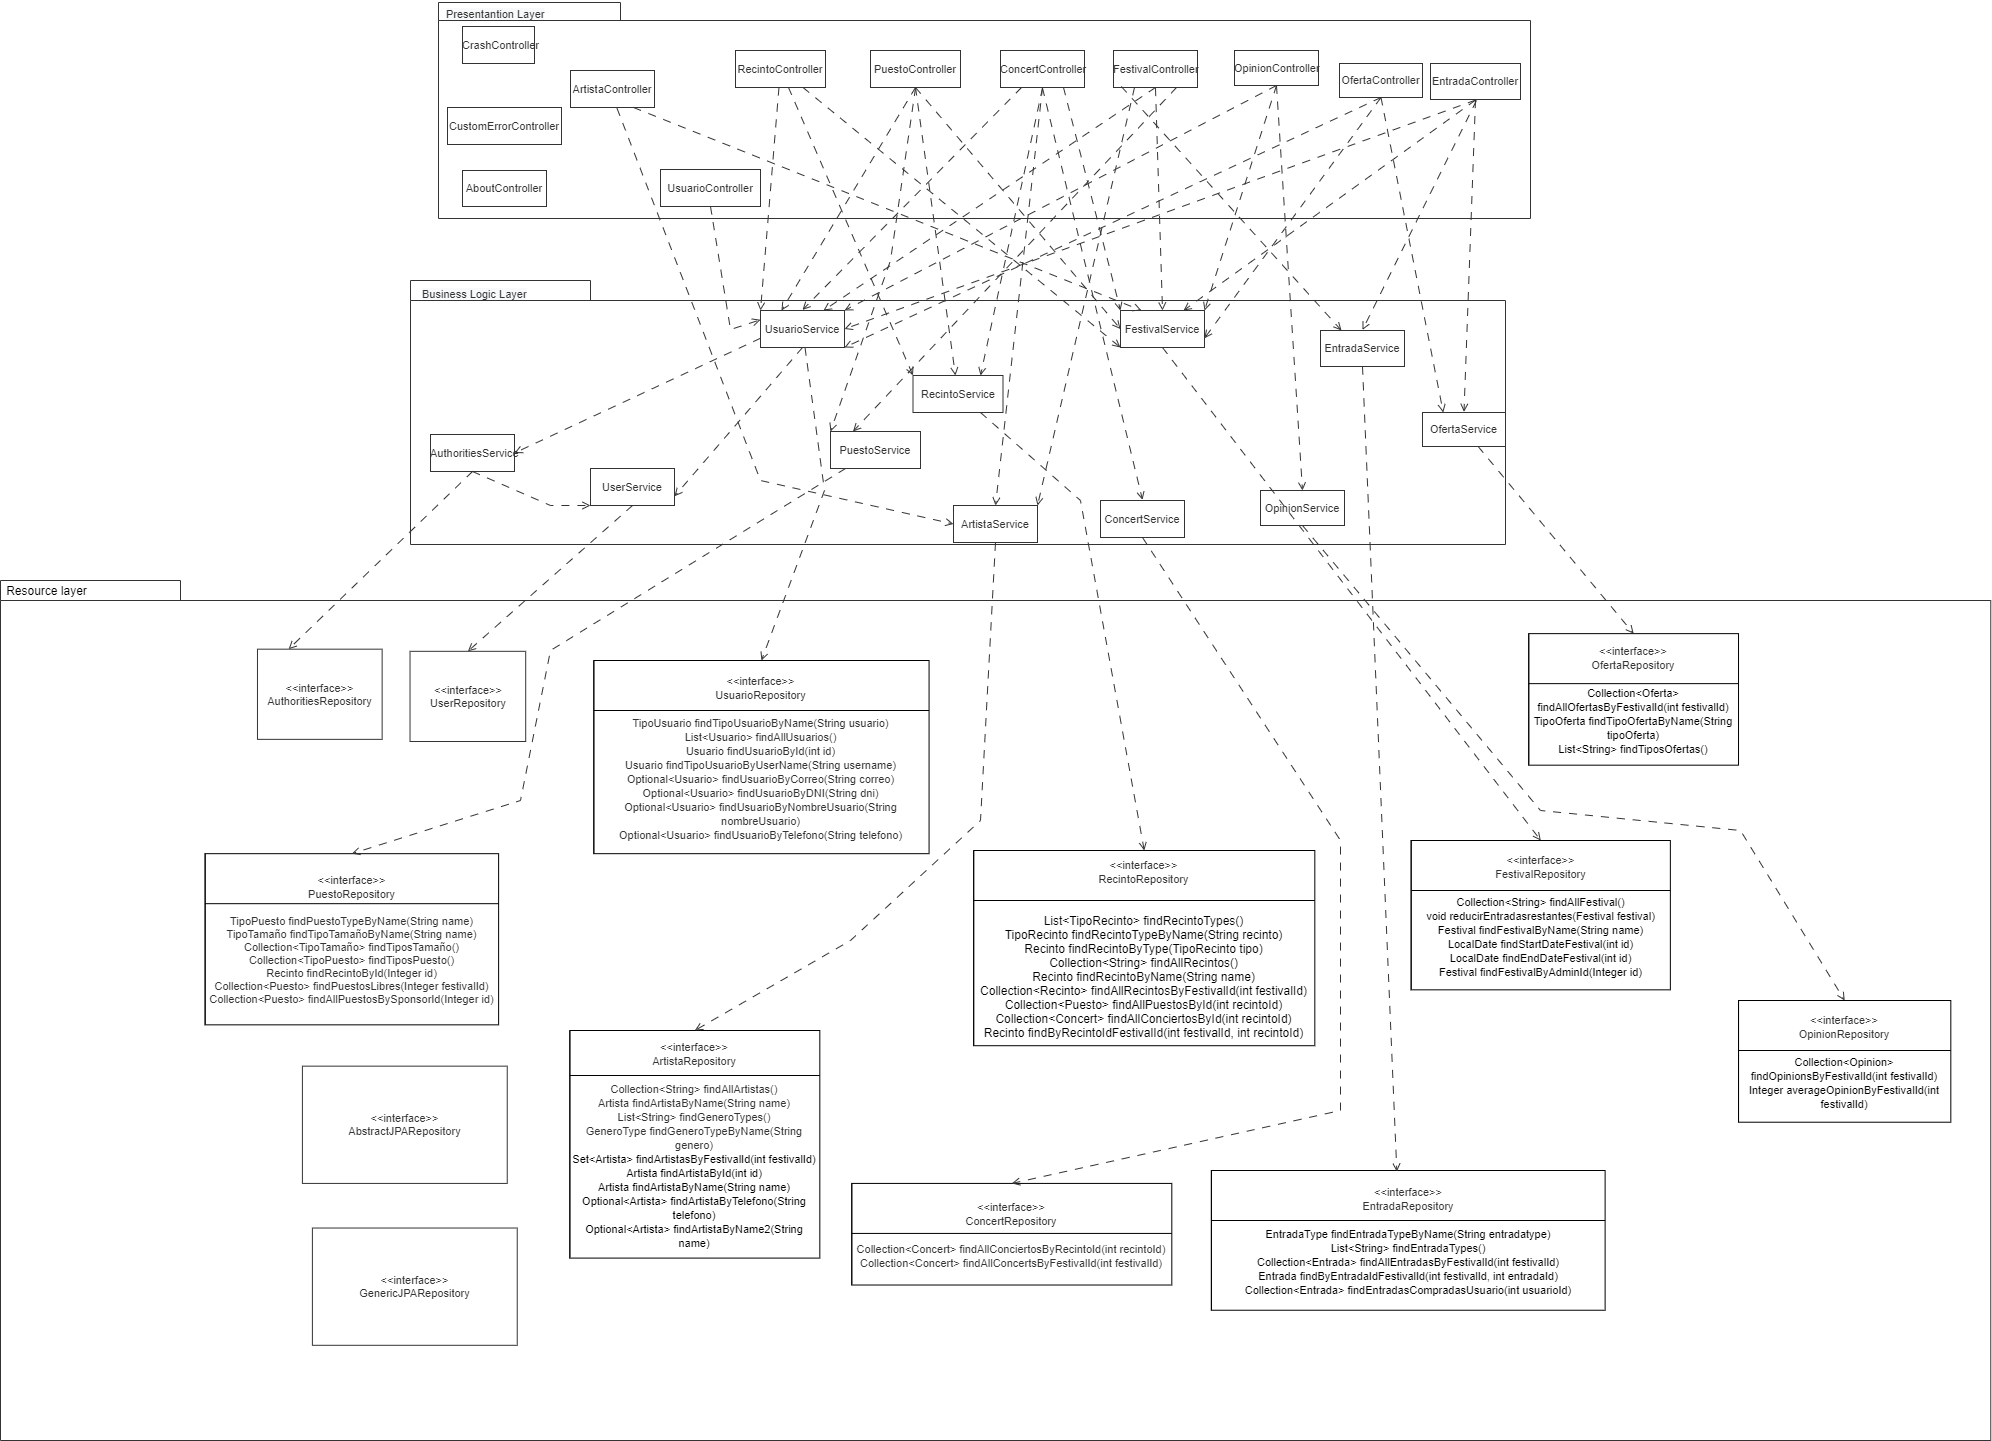 Presentantion Layer
CrashController
RecintoController
PuestoController
ConcertController
FestivalController
OpinionController
OfertaController
EntradaController
ArtistaController
CustomErrorController
AboutController
UsuarioController
Business Logic Layer
UsuarioService
FestivalService
EntradaService
RecintoService
OfertaService
AuthoritiesService
PuestoService
UserService
ArtistaService
ConcertService
OpinionService
Resource layer
<<interface>>
AuthoritiesRepository
<<interface>>
UserRepository
<<interface>>
UsuarioRepository
TipoUsuario findTipoUsuarioByName(String usuario)
List<Usuario> findAllUsuarios()
Usuario findUsuarioById(int id)
Usuario findTipoUsuarioByUserName(String username)
Optional<Usuario> findUsuarioByCorreo(String correo)
Optional<Usuario> findUsuarioByDNI(String dni)
Optional<Usuario> findUsuarioByNombreUsuario(String
nombreUsuario)
Optional<Usuario> findUsuarioByTelefono(String telefono)
<<interface>>
OfertaRepository
Collection<Oferta>
findAllOfertasByFestivalId(int festivalId)
TipoOferta findTipoOfertaByName(String
tipoOferta)
List<String> findTiposOfertas()
<<interface>>
PuestoRepository
TipoPuesto findPuestoTypeByName(String name)
TipoTamaño findTipoTamañoByName(String name)
Collection<TipoTamaño> findTiposTamaño()
Collection<TipoPuesto> findTiposPuesto()
Recinto findRecintoById(Integer id)
Collection<Puesto> findPuestosLibres(Integer festivalId)
Collection<Puesto> findAllPuestosBySponsorId(Integer id)
<<interface>>
RecintoRepository
List<TipoRecinto> findRecintoTypes()
TipoRecinto findRecintoTypeByName(String recinto)
Recinto findRecintoByType(TipoRecinto tipo)
Collection<String> findAllRecintos()
Recinto findRecintoByName(String name)
Collection<Recinto> findAllRecintosByFestivalId(int festivalId)
Collection<Puesto> findAllPuestosById(int recintoId)
Collection<Concert> findAllConciertosById(int recintoId)
Recinto findByRecintoIdFestivalId(int festivalId, int recintoId)
<<interface>>
FestivalRepository
Collection<String> findAllFestival()
void reducirEntradasrestantes(Festival festival)
Festival findFestivalByName(String name)
LocalDate findStartDateFestival(int id)
LocalDate findEndDateFestival(int id)
Festival findFestivalByAdminId(Integer id)
<<interface>>
OpinionRepository
Collection<Opinion>
findOpinionsByFestivalId(int festivalId)
Integer averageOpinionByFestivalId(int
festivalId)
<<interface>>
ArtistaRepository
Collection<String> findAllArtistas()
Artista findArtistaByName(String name)
List<String> findGeneroTypes()
GeneroType findGeneroTypeByName(String
genero)
Set<Artista> findArtistasByFestivalId(int festivalId)
Artista findArtistaById(int id)
Artista findArtistaByName(String name)
Optional<Artista> findArtistaByTelefono(String
telefono)
Optional<Artista> findArtistaByName2(String
name)
<<interface>>
AbstractJPARepository
<<interface>>
GenericJPARepository
<<interface>>
ConcertRepository
Collection<Concert> findAllConciertosByRecintoId(int recintoId)
Collection<Concert> findAllConcertsByFestivalId(int festivalId)
<<interface>>
EntradaRepository
EntradaType findEntradaTypeByName(String entradatype)
List<String> findEntradaTypes()
Collection<Entrada> findAllEntradasByFestivalId(int festivalId)
Entrada findByEntradaIdFestivalId(int festivalId, int entradaId)
Collection<Entrada> findEntradasCompradasUsuario(int usuarioId)